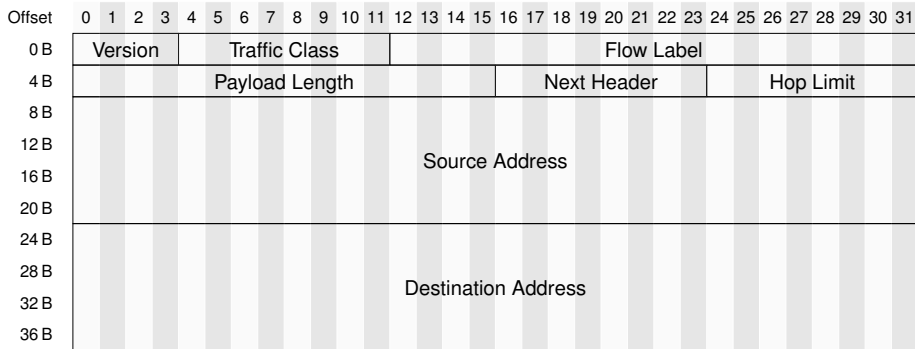 Offset 0 1 2 3 4 5 6 7 8 9 10 11 12 13 14 15 16 17 18 19 20 21 22 23 24 25 26 27 28 29 30 31
0 B Version Traffic Class Flow Label
4 B Payload Length Next Header Hop Limit
8 B
12 B
Source Address
16 B
20 B
24 B
28 B
Destination Address
32 B
36 B